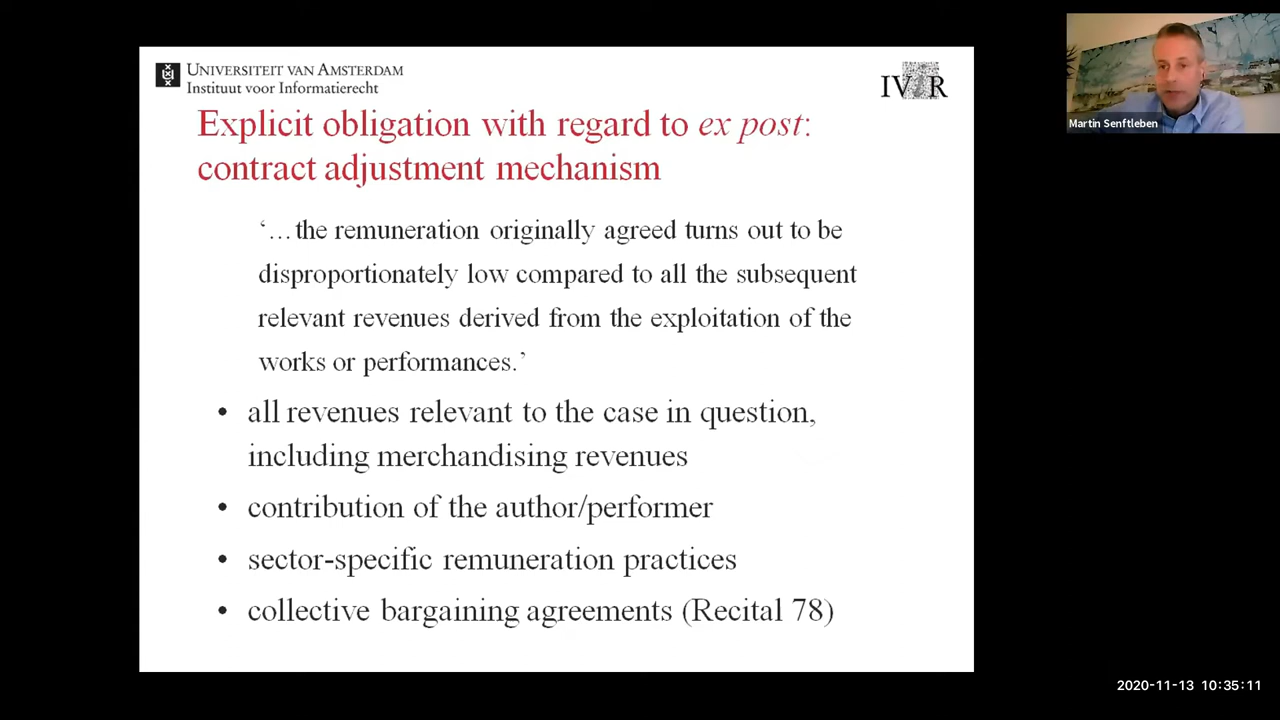 UNIVERSITEIT VAN AMSTERDAM
Instituut voor Informatierecht
IViR
Explicit obligation with regard to ex post:
contract adjustment mechanism
‘…the remuneration originally agreed turns out to be
disproportionately low compared to all the subsequent
relevant revenues derived from the exploitation of the
works or performances.’
• all revenues relevant to the case in question,
including merchandising revenues
• contribution of the author/performer
• sector-specific remuneration practices
• collective bargaining agreements (Recital 78)
Martin Senftleben
2020-11-13 10:35:11